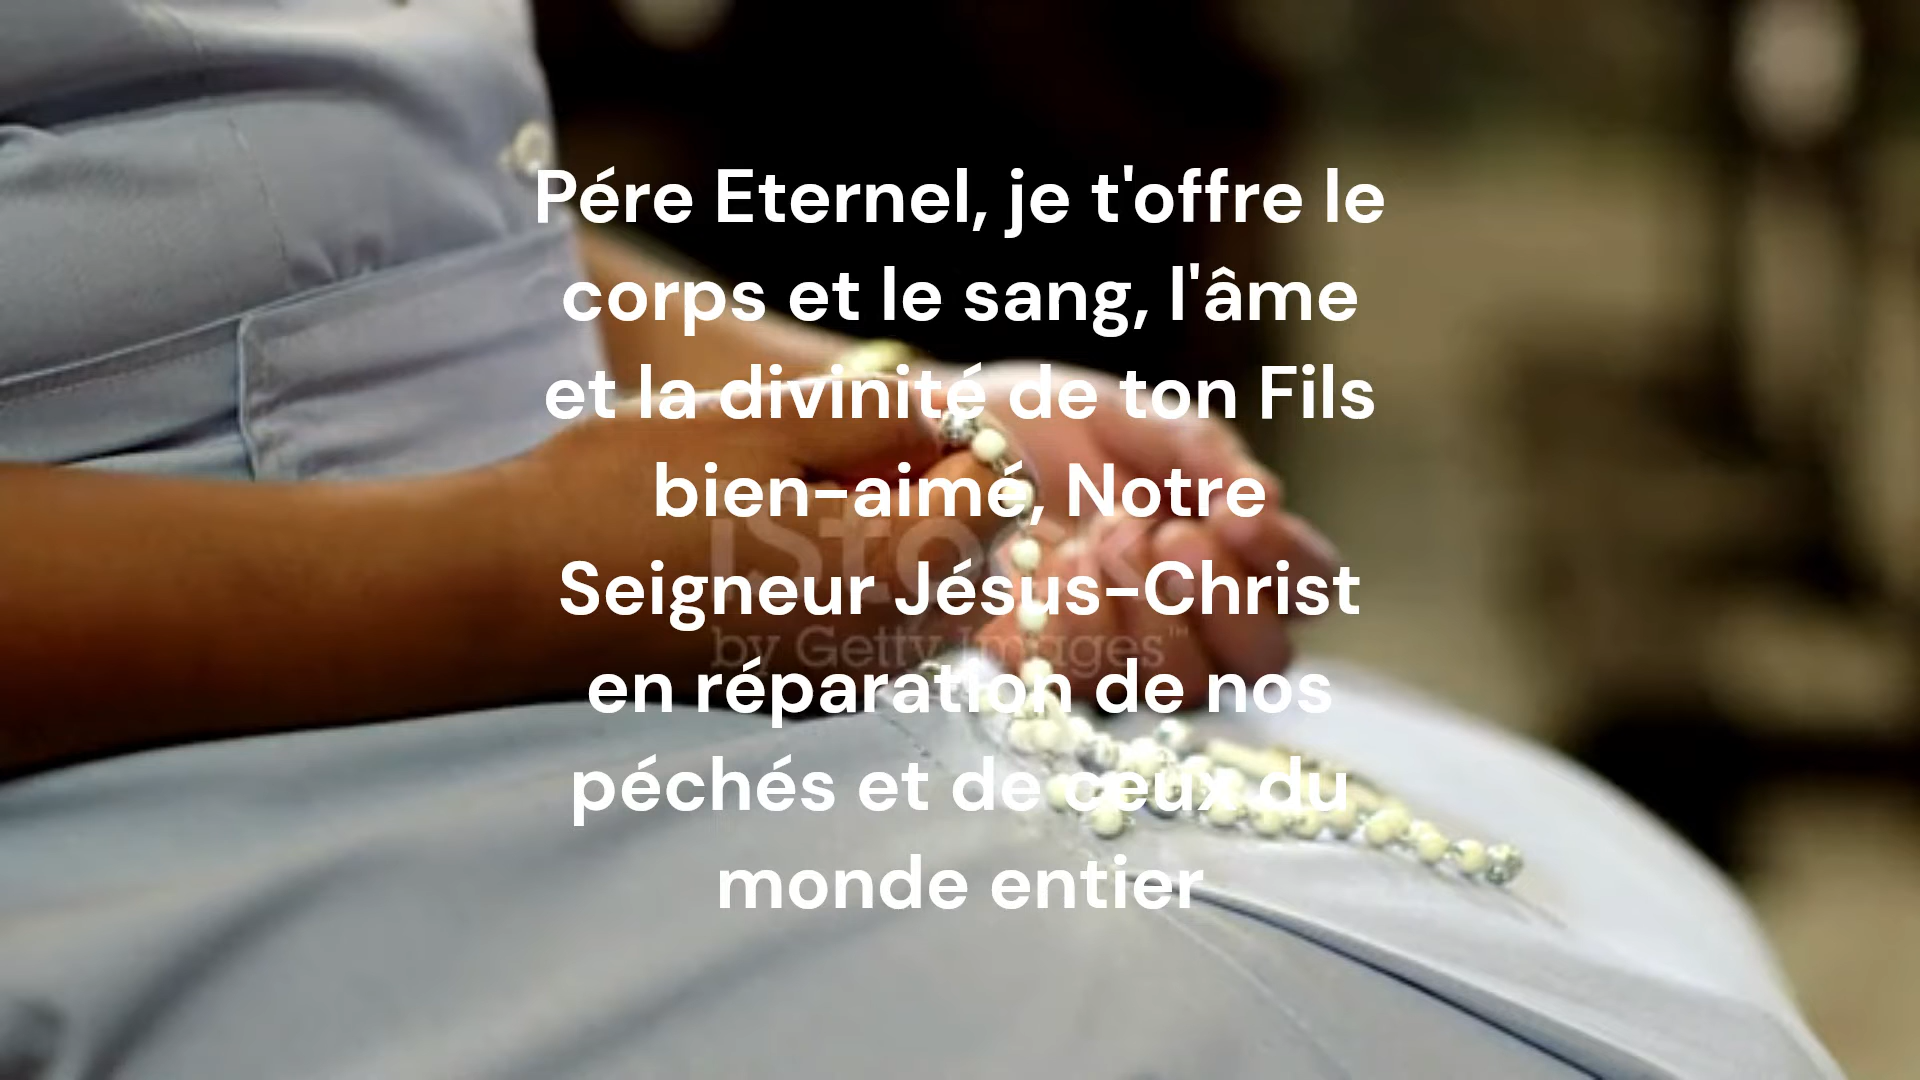 Pére Eternel, je t'offre le
corps et le sang, l'âme
et la divinité de ton Fils
bien-aimé, Notre
Seigneur Jésus-Christ
en réparation de nos
péchés et de ceux du
monde entier
iStock
by Getty Images™